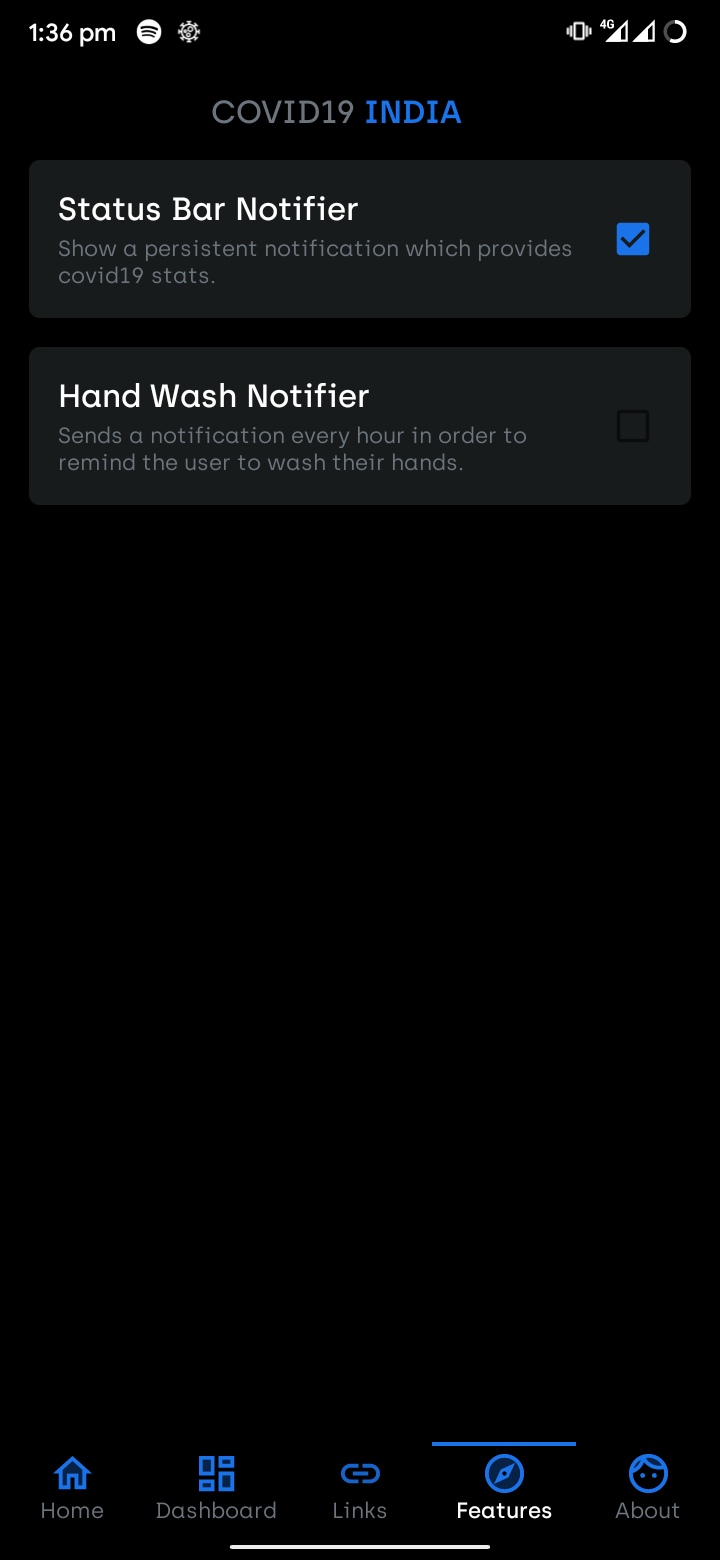 1:36 pm
4G
COVID19 INDIA
Status Bar Notifier
Show a persistent notification which provides
covid19 stats.
Hand Wash Notifier
Sends a notification every hour in order to
remind the user to wash their hands.
Home Dashboard Links Features About